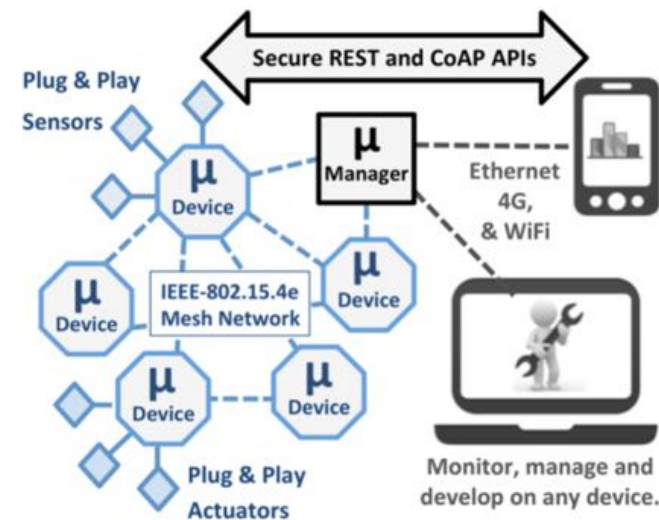 Secure REST and CoAP APIs
Plug & Play
Sensors
µ
Manager
µ
Device
Ethernet
4G,
& WiFi
µ
Device
µ
Device
IEEE-802.15.4e
Mesh Network
µ
Device
µ
Device
Plug & Play
Actuators
Monitor, manage and
develop on any device.